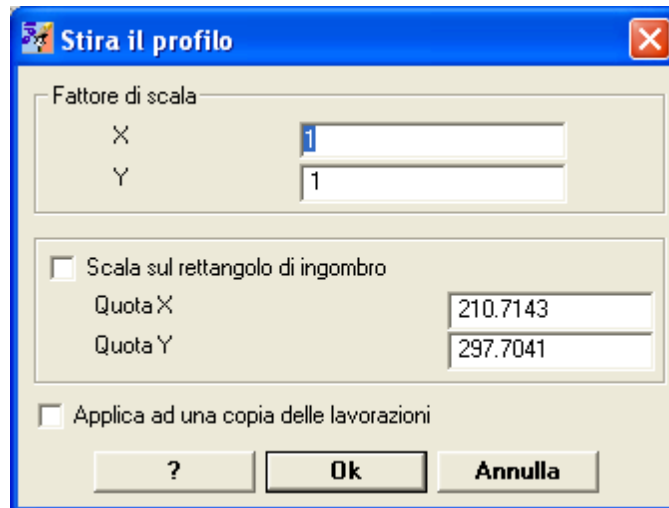 Stira il profilo
Fattore di scala
X 1
Y 1
Scala sul rettangolo di ingombro
Quota X 210.7143
Quota Y 297.7041
Applica ad una copia delle lavorazioni
? Ok Annulla